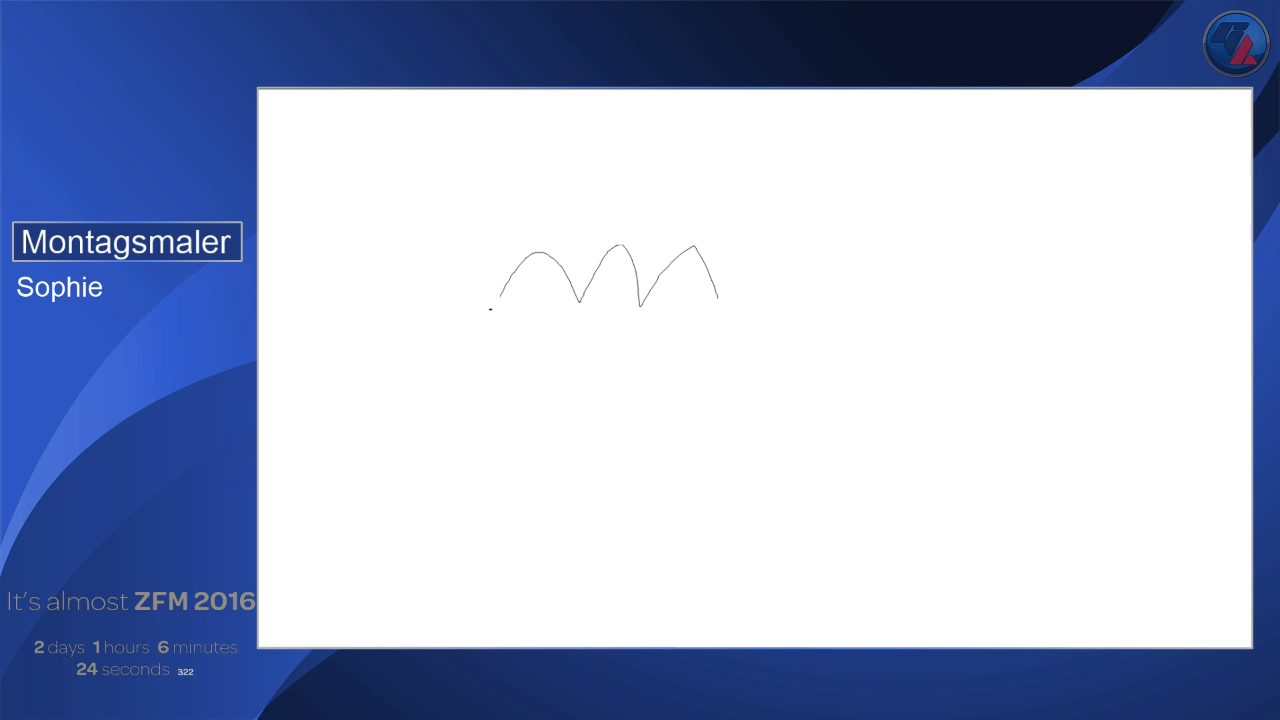 Montagsmaler
Sophie
It's almost ZFM 2016
2 days 1 hours 6 minutes
24 seconds 322